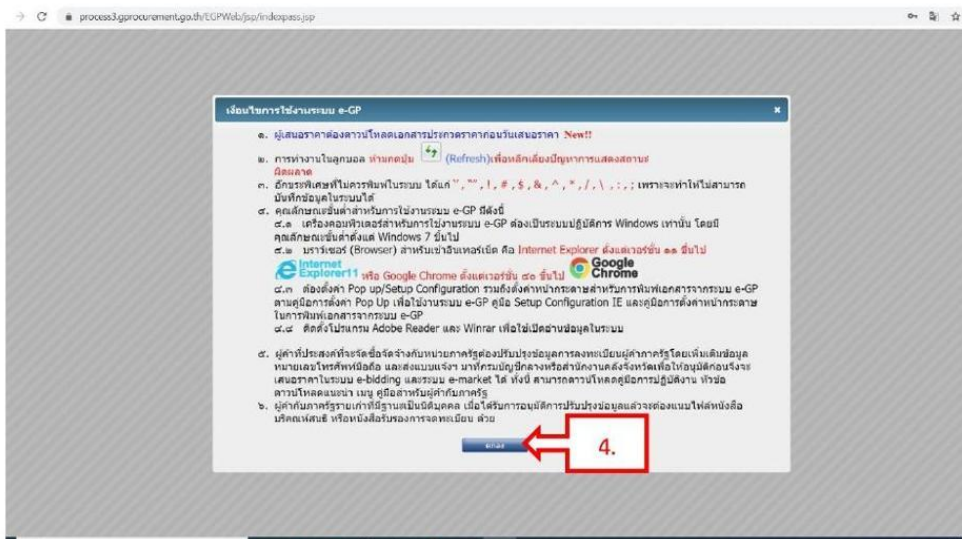 process3.gprocurement.go.th/EGPWeb/jsp/indexpass.jsp
เงื่อนไขการใช้งานระบบ e-GP
๑. ผู้เสนอราคาต้องดาวน์โหลดเอกสารประกวดราคาก่อนวันเสนอราคา New!!
๒. การทำงานในลูกบอล ห้ามกดปุ่ม (Refresh)เพื่อหลีกเลี่ยงปัญหาการแสดงสถานะ
ผิดพลาด
๓. อักขระพิเศษที่ไม่ควรพิมพ์ในระบบ ได้แก่ ' , "" , ! , # , $ , & , ^ , * , / , \ , : , ; เพราะจะทำให้ไม่สามารถ
บันทึกข้อมูลในระบบได้
๔. คุณลักษณะขั้นต่ำสำหรับการใช้งานระบบ e-GP มีดังนี้
๔.๑ เครื่องคอมพิวเตอร์สำหรับการใช้งานระบบ e-GP ต้องเป็นระบบปฏิบัติการ Windows เท่านั้น โดยมี
คุณลักษณะขั้นต่ำตั้งแต่ Windows 7 ขึ้นไป
๔.๒ บราว์เซอร์ (Browser) สำหรับเข้าอินเทอร์เน็ต คือ Internet Explorer ตั้งแต่เวอร์ชั่น ๑๑ ขึ้นไป
Internet Explorer11 หรือ Google Chrome ตั้งแต่เวอร์ชั่น ๔๐ ขึ้นไป Google Chrome
๔.๓ ต้องตั้งค่า Pop up/Setup Configuration รวมถึงตั้งค่าหน้ากระดาษสำหรับการพิมพ์เอกสารจากระบบ e-GP
ตามคู่มือการตั้งค่า Pop Up เพื่อใช้งานระบบ e-GP คู่มือ Setup Configuration IE และคู่มือการตั้งค่าหน้ากระดาษ
ในการพิมพ์เอกสารจากระบบ e-GP
๔.๔ ติดตั้งโปรแกรม Adobe Reader และ Winrar เพื่อใช้เปิดอ่านข้อมูลในระบบ
๕. ผู้ค้าที่ประสงค์ที่จะจัดซื้อจัดจ้างกับหน่วยภาครัฐต้องปรับปรุงข้อมูลการลงทะเบียนผู้ค้าภาครัฐโดยเพิ่มเติมข้อมูล
หมายเลขโทรศัพท์มือถือ และส่งแบบแจ้งฯ มาที่กรมบัญชีกลางหรือสำนักงานคลังจังหวัดเพื่อให้อนุมัติก่อนจึงจะ
เสนอราคาในระบบ e-bidding และระบบ e-market ได้ ทั้งนี้ สามารถดาวน์โหลดคู่มือการปฏิบัติงาน หัวข้อ
ดาวน์โหลดแนะนำ เมนู คู่มือสำหรับผู้ค้ากับภาครัฐ
๖. ผู้ค้ากับภาครัฐรายเก่าที่มีฐานะเป็นนิติบุคคล เมื่อได้รับการอนุมัติการปรับปรุงข้อมูลแล้วจะต้องแนบไฟล์หนังสือ
บริคณห์สนธิ หรือหนังสือรับรองการจดทะเบียน ด้วย
ตกลง
4.